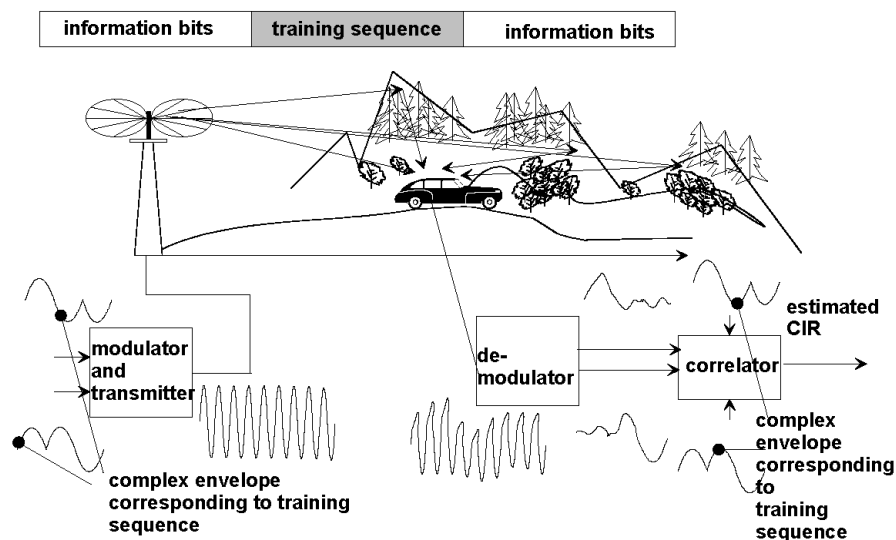 information bits
training sequence
information bits
modulator
and
transmitter
complex envelope
corresponding to training
sequence
de-
modulator
correlator
estimated
CIR
complex
envelope
corresponding
to
training
sequence